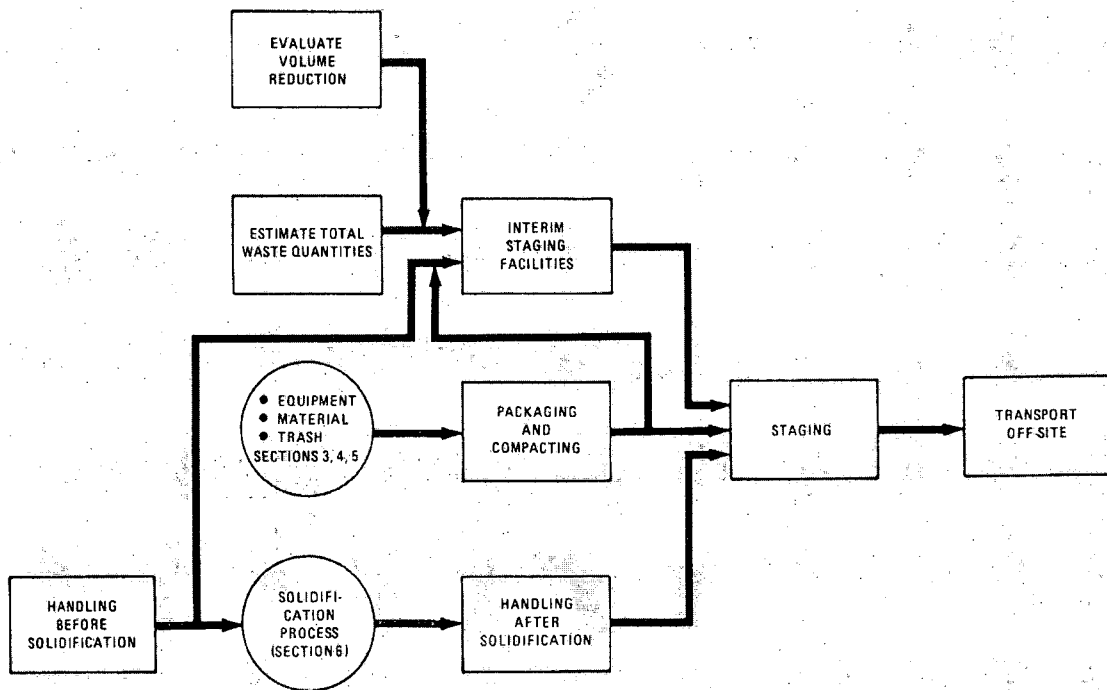 EVALUATE
VOLUME
REDUCTION
ESTIMATE TOTAL
WASTE QUANTITIES
INTERIM
STAGING
FACILITIES
● EQUIPMENT
● MATERIAL
● TRASH
SECTIONS 3, 4, 5
PACKAGING
AND
COMPACTING
STAGING
TRANSPORT
OFF-SITE
HANDLING
BEFORE
SOLIDIFICATION
SOLIDIFI-
CATION
PROCESS
(SECTION 6)
HANDLING
AFTER
SOLIDIFICATION